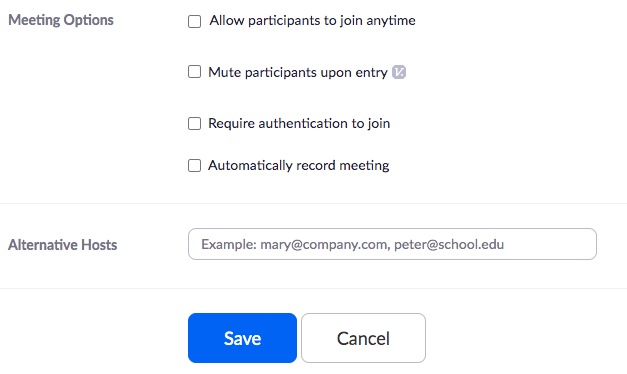 Meeting Options
Allow participants to join anytime
Mute participants upon entry
Require authentication to join
Automatically record meeting
Alternative Hosts
Example: mary@company.com, peter@school.edu
Save Cancel